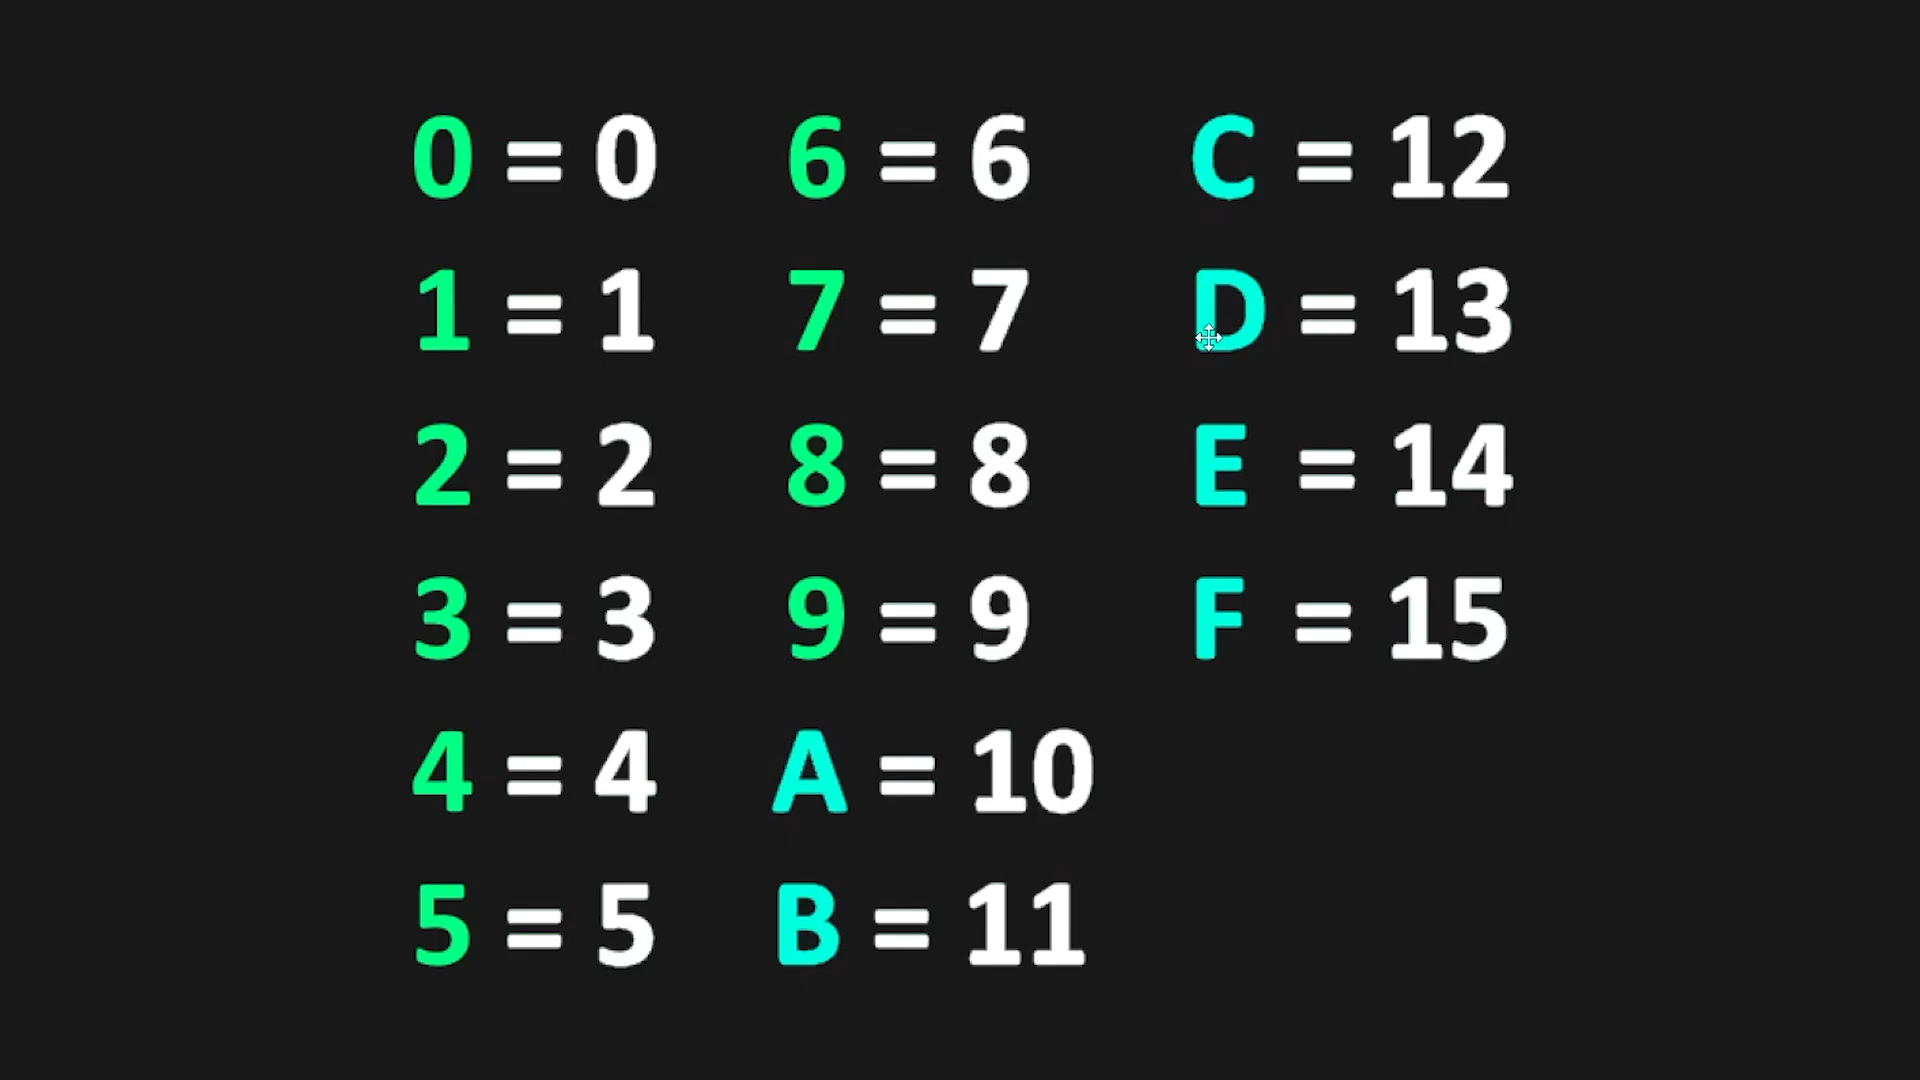 0 = 0
1 = 1
2 = 2
3 = 3
4 = 4
5 = 5
6 = 6
7 = 7
8 = 8
9 = 9
A = 10
B = 11
C = 12
D = 13
E = 14
F = 15